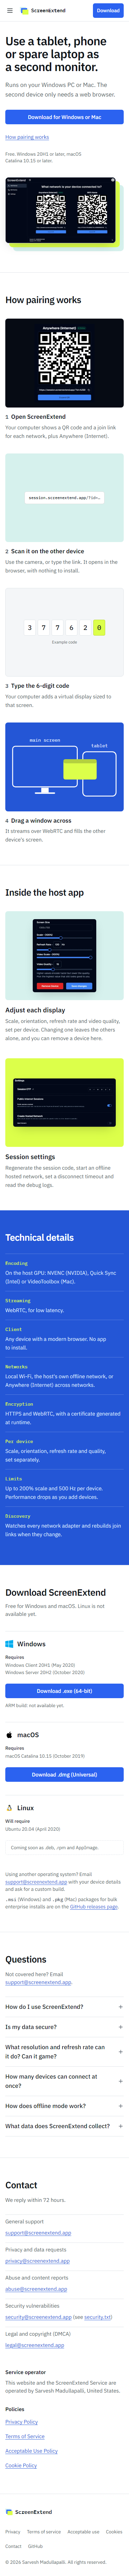 ScreenExtend
Download
Use a tablet, phone
or spare laptop as
a second monitor.
Runs on your Windows PC or Mac. The
second device only needs a web browser.
Download for Windows or Mac
How pairing works
Free. Windows 20H1 or later, macOS
Catalina 10.15 or later.
How pairing works
Anywhere (Internet)
1 Open ScreenExtend
Your computer shows a QR code and a join link
for each network, plus Anywhere (Internet).
session.screenextend.app/?id=…
2 Scan it on the other device
Use the camera, or type the link. It opens in the
browser, with nothing to install.
3 7 7 6 2 0
Example code
3 Type the 6-digit code
Your computer adds a virtual display sized to
that screen.
main screen
tablet
4 Drag a window across
It streams over WebRTC and fills the other
device's screen.
Inside the host app
Adjust each display
Scale, orientation, refresh rate and video quality,
set per device. Changing one leaves the others
alone, and you can remove a device here.
Session settings
Regenerate the session code, start an offline
hosted network, set a disconnect timeout and
read the debug logs.
Technical details
Encoding
On the host GPU: NVENC (NVIDIA), Quick Sync
(Intel) or VideoToolbox (Mac).
Streaming
WebRTC, for low latency.
Client
Any device with a modern browser. No app
to install.
Networks
Local Wi-Fi, the host's own offline network, or
Anywhere (Internet) across networks.
Encryption
HTTPS and WebRTC, with a certificate generated
at runtime.
Per device
Scale, orientation, refresh rate and quality,
set separately.
Limits
Up to 200% scale and 500 Hz per device.
Performance drops as you add devices.
Discovery
Watches every network adapter and rebuilds join
links when they change.
Download ScreenExtend
Free for Windows and macOS. Linux is not
available yet.
Windows
Requires
Windows Client 20H1 (May 2020)
Windows Server 20H2 (October 2020)
Download .exe (64-bit)
ARM build: not available yet.
macOS
Requires
macOS Catalina 10.15 (October 2019)
Download .dmg (Universal)
Linux
Will require
Ubuntu 20.04 (April 2020)
Coming soon as .deb, .rpm and AppImage.
Using another operating system? Email
support@screenextend.app with your device details
and ask for a custom build.
.msi (Windows) and .pkg (macOS) packages for bulk
enterprise installs are on the GitHub releases page.
Questions
Not covered here? Email
support@screenextend.app.
How do I use ScreenExtend?
Is my data secure?
What resolution and refresh rate can
it do? Can it game?
How many devices can connect at
once?
How does offline mode work?
What data does ScreenExtend collect?
Contact
We reply within 72 hours.
General support
support@screenextend.app
Privacy and data requests
privacy@screenextend.app
Abuse and content reports
abuse@screenextend.app
Security vulnerabilities
security@screenextend.app (see security.txt)
Legal and copyright (DMCA)
legal@screenextend.app
Service operator
This website and the ScreenExtend Service are
operated by Sarvesh Madullapalli, United States.
Policies
Privacy Policy
Terms of Service
Acceptable Use Policy
Cookie Policy
ScreenExtend
Privacy Terms of service Acceptable use Cookies
Contact GitHub
© 2026 Sarvesh Madullapalli. All rights reserved.